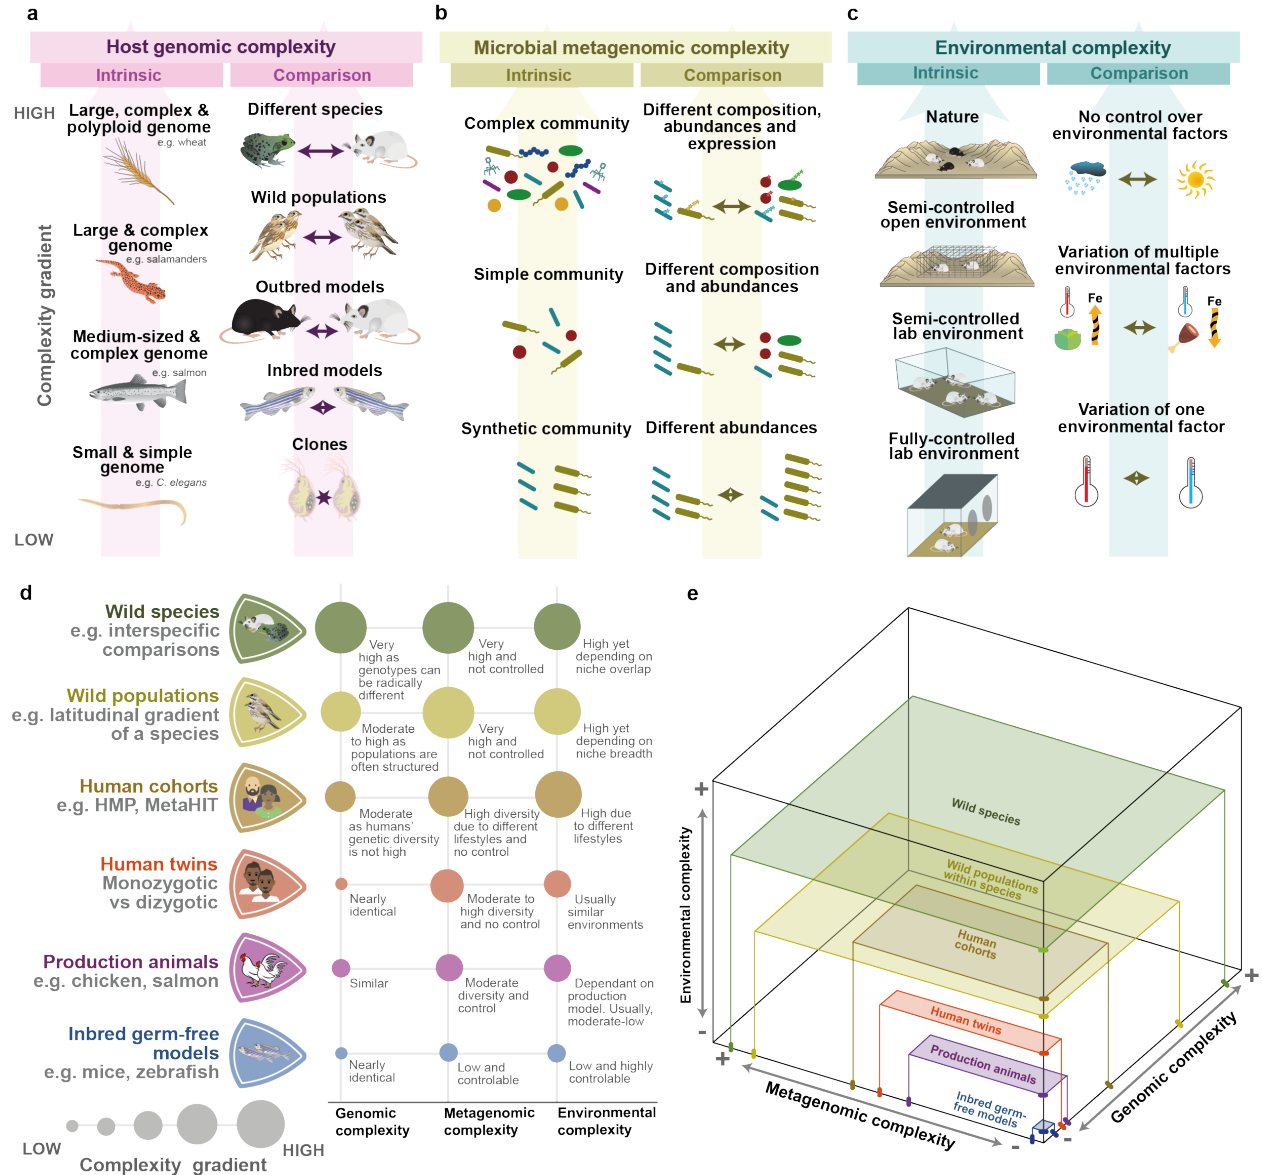 a
Host genomic complexity
Intrinsic
Comparison
HIGH
Complexity gradient
LOW
Large, complex &
polyploid genome
e.g. wheat
Large & complex
genome
e.g. salamanders
Medium-sized &
complex genome
e.g. salmon
Small & simple
genome
e.g. C. elegans
Different species
Wild populations
Outbred models
Inbred models
Clones
b
Microbial metagenomic complexity
Intrinsic
Comparison
Complex community
Simple community
Synthetic community
Different composition,
abundances and
expression
Different composition
and abundances
Different abundances
c
Environmental complexity
Intrinsic
Comparison
Nature
Semi-controlled
open environment
Semi-controlled
lab environment
Fully-controlled
lab environment
No control over
environmental factors
Variation of multiple
environmental factors
Fe
Fe
Variation of one
environmental factor
d
Wild species
e.g. interspecific
comparisons
Very
high as
genotypes can
be radically
different
Very
high and
not controlled
High yet
depending on
niche overlap
Wild populations
e.g. latitudinal gradient
of a species
Moderate
to high as
populations are
often structured
Very
high and
not controlled
High yet
depending on
niche breadth
Human cohorts
e.g. HMP, MetaHIT
Moderate
as humans'
genetic diversity
is not high
High diversity
due to different
lifestyles and
no control
High due
to different
lifestyles
Human twins
Monozygotic
vs dizygotic
Nearly
identical
Moderate to
high diversity
and no control
Usually
similar
environments
Production animals
e.g. chicken, salmon
Similar
Moderate
diversity and
control
Dependant on
production
model. Usually,
moderate-low
Inbred germ-free
models
e.g. mice, zebrafish
Nearly
identical
Low and
controlable
Low and highly
controlable
Genomic
complexity
Metagenomic
complexity
Environmental
complexity
LOW
HIGH
Complexity gradient
e
Wild species
Wild populations
within species
Human
cohorts
Human twins
Production animals
Inbred germ-
free models
+
Environmental complexity
-
+
Metagenomic complexity
-
+
Genomic complexity
-